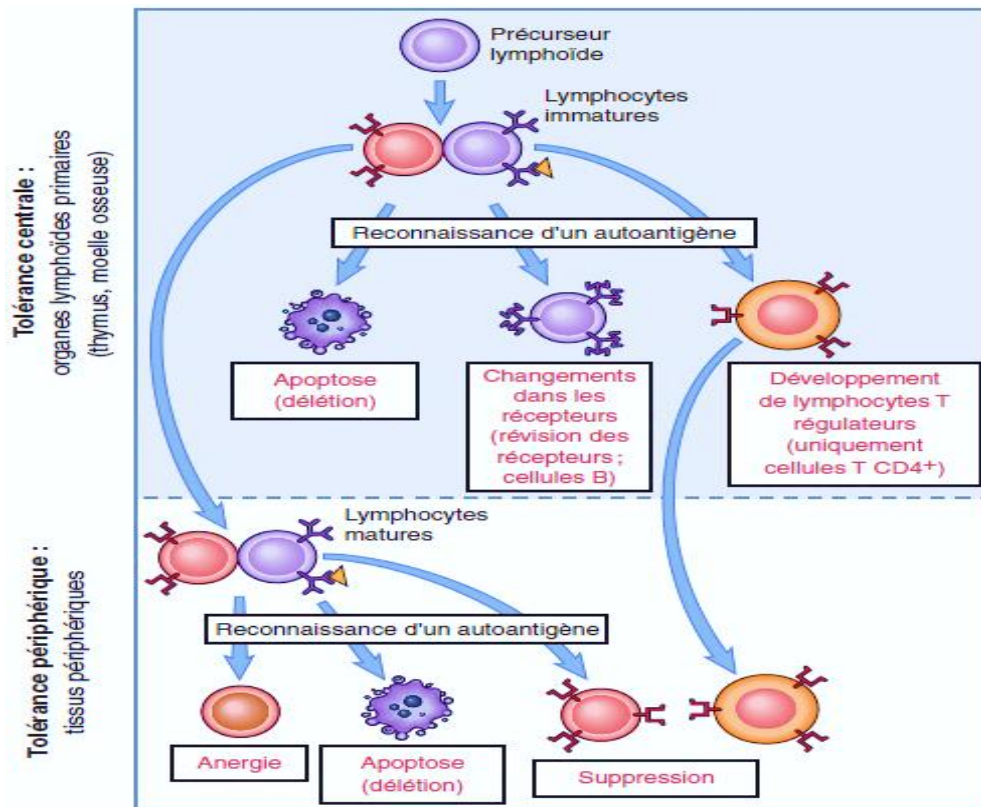 Précurseur
lymphoïde
Lymphocytes
immatures
Tolérance centrale :
organes lymphoïdes primaires
(thymus, moelle osseuse)
Reconnaissance d'un autoantigène
Apoptose
(délétion)
Changements
dans les
récepteurs
(révision des
récepteurs ;
cellules B)
Développement
de lymphocytes T
régulateurs
(uniquement
cellules T CD4+)
Lymphocytes
matures
Tolérance périphérique :
tissus périphériques
Reconnaissance d'un autoantigène
Anergie
Apoptose
(délétion)
Suppression